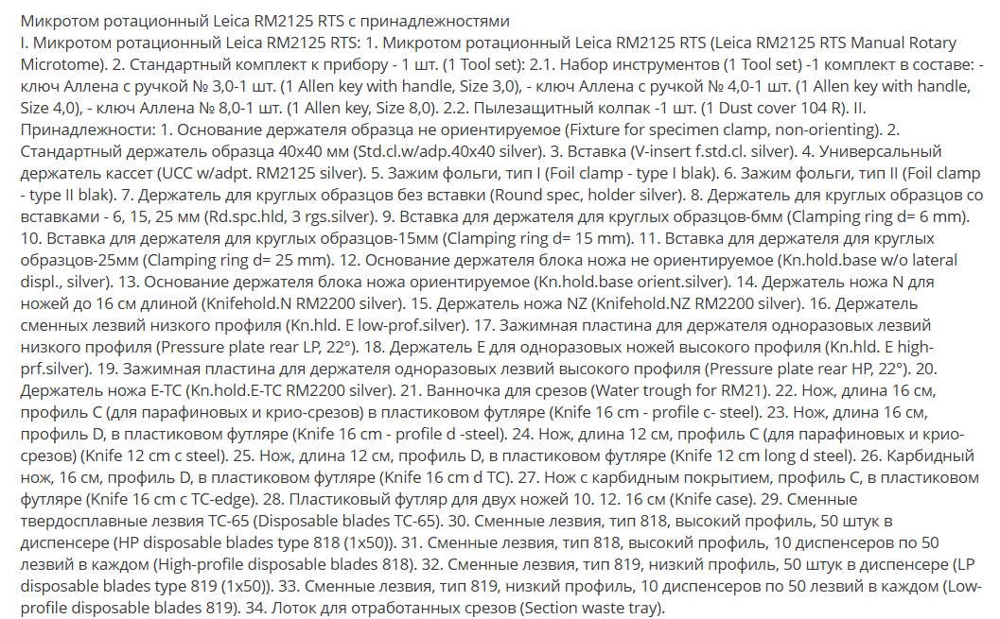 Микротом ротационный Leica RM2125 RTS с принадлежностями
I. Микротом ротационный Leica RM2125 RTS: 1. Микротом ротационный Leica RM2125 RTS (Leica RM2125 RTS Manual Rotary
Microtome). 2. Стандартный комплект к прибору - 1 шт. (1 Tool set): 2.1. Набор инструментов (1 Tool set) -1 комплект в составе: -
ключ Аллена с ручкой № 3,0-1 шт. (1 Allen key with handle, Size 3,0), - ключ Аллена с ручкой № 4,0-1 шт. (1 Allen key with handle,
Size 4,0), - ключ Аллена № 8,0-1 шт. (1 Allen key, Size 8,0). 2.2. Пылезащитный колпак -1 шт. (1 Dust cover 104 R). II.
Принадлежности: 1. Основание держателя образца не ориентируемое (Fixture for specimen clamp, non-orienting). 2.
Стандартный держатель образца 40х40 мм (Std.cl.w/adp.40x40 silver). 3. Вставка (V-insert f.std.cl. silver). 4. Универсальный
держатель кассет (UCC w/adpt. RM2125 silver). 5. Зажим фольги, тип I (Foil clamp - type I blak). 6. Зажим фольги, тип II (Foil clamp
- type II blak). 7. Держатель для круглых образцов без вставки (Round spec, holder silver). 8. Держатель для круглых образцов со
вставками - 6, 15, 25 мм (Rd.spc.hld, 3 rgs.silver). 9. Вставка для держателя для круглых образцов-6мм (Clamping ring d= 6 mm).
10. Вставка для держателя для круглых образцов-15мм (Clamping ring d= 15 mm). 11. Вставка для держателя для круглых
образцов-25мм (Clamping ring d= 25 mm). 12. Основание держателя блока ножа не ориентируемое (Kn.hold.base w/o lateral
displ., silver). 13. Основание держателя блока ножа ориентируемое (Kn.hold.base orient.silver). 14. Держатель ножа N для
ножей до 16 см длиной (Knifehold.N RM2200 silver). 15. Держатель ножа NZ (Knifehold.NZ RM2200 silver). 16. Держатель
сменных лезвий низкого профиля (Kn.hld. E low-prof.silver). 17. Зажимная пластина для держателя одноразовых лезвий
низкого профиля (Pressure plate rear LP, 22°). 18. Держатель Е для одноразовых ножей высокого профиля (Kn.hld. E high-
prf.silver). 19. Зажимная пластина для держателя одноразовых лезвий высокого профиля (Pressure plate rear HP, 22°). 20.
Держатель ножа E-TC (Kn.hold.E-TC RM2200 silver). 21. Ванночка для срезов (Water trough for RM21). 22. Нож, длина 16 см,
профиль С (для парафиновых и крио-срезов) в пластиковом футляре (Knife 16 cm - profile c- steel). 23. Нож, длина 16 см,
профиль D, в пластиковом футляре (Knife 16 cm - profile d -steel). 24. Нож, длина 12 см, профиль С (для парафиновых и крио-
срезов) (Knife 12 cm c steel). 25. Нож, длина 12 см, профиль D, в пластиковом футляре (Knife 12 cm long d steel). 26. Карбидный
нож, 16 см, профиль D, в пластиковом футляре (Knife 16 cm d TC). 27. Нож с карбидным покрытием, профиль С, в пластиковом
футляре (Knife 16 cm c TC-edge). 28. Пластиковый футляр для двух ножей 10. 12. 16 см (Knife case). 29. Сменные
твердосплавные лезвия TC-65 (Disposable blades TC-65). 30. Сменные лезвия, тип 818, высокий профиль, 50 штук в
диспенсере (HP disposable blades type 818 (1x50)). 31. Сменные лезвия, тип 818, высокий профиль, 10 диспенсеров по 50
лезвий в каждом (High-profile disposable blades 818). 32. Сменные лезвия, тип 819, низкий профиль, 50 штук в диспенсере (LP
disposable blades type 819 (1x50)). 33. Сменные лезвия, тип 819, низкий профиль, 10 диспенсеров по 50 лезвий в каждом (Low-
profile disposable blades 819). 34. Лоток для отработанных срезов (Section waste tray).